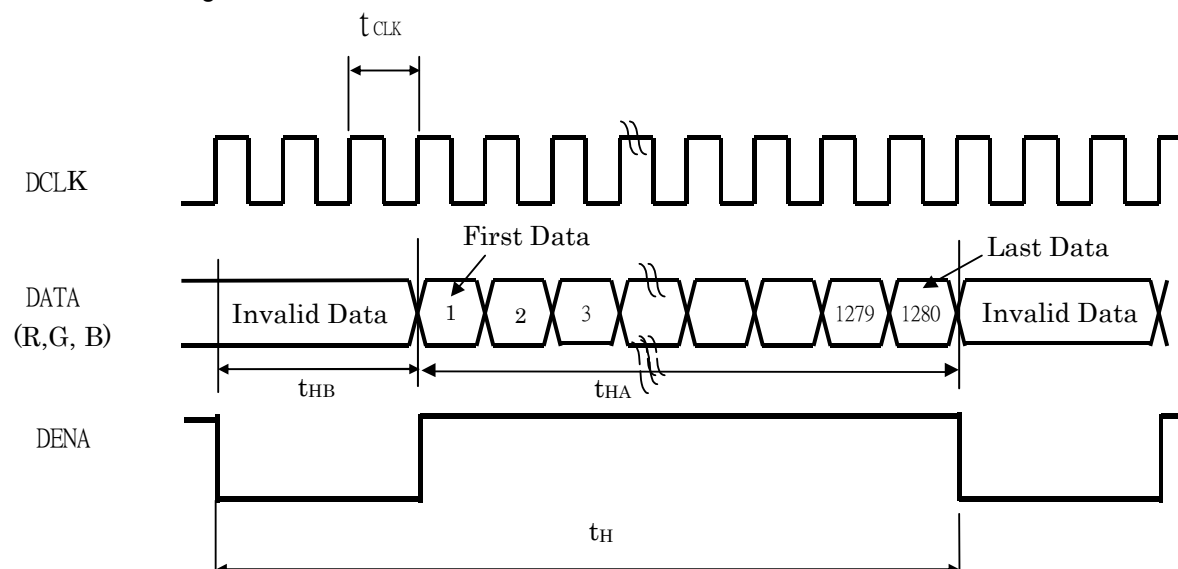 t CLK
DCLK
First Data
Last Data
DATA
(R,G, B)
Invalid Data
1
2
3
1279
1280
Invalid Data
tHB
tHA
DENA
tH